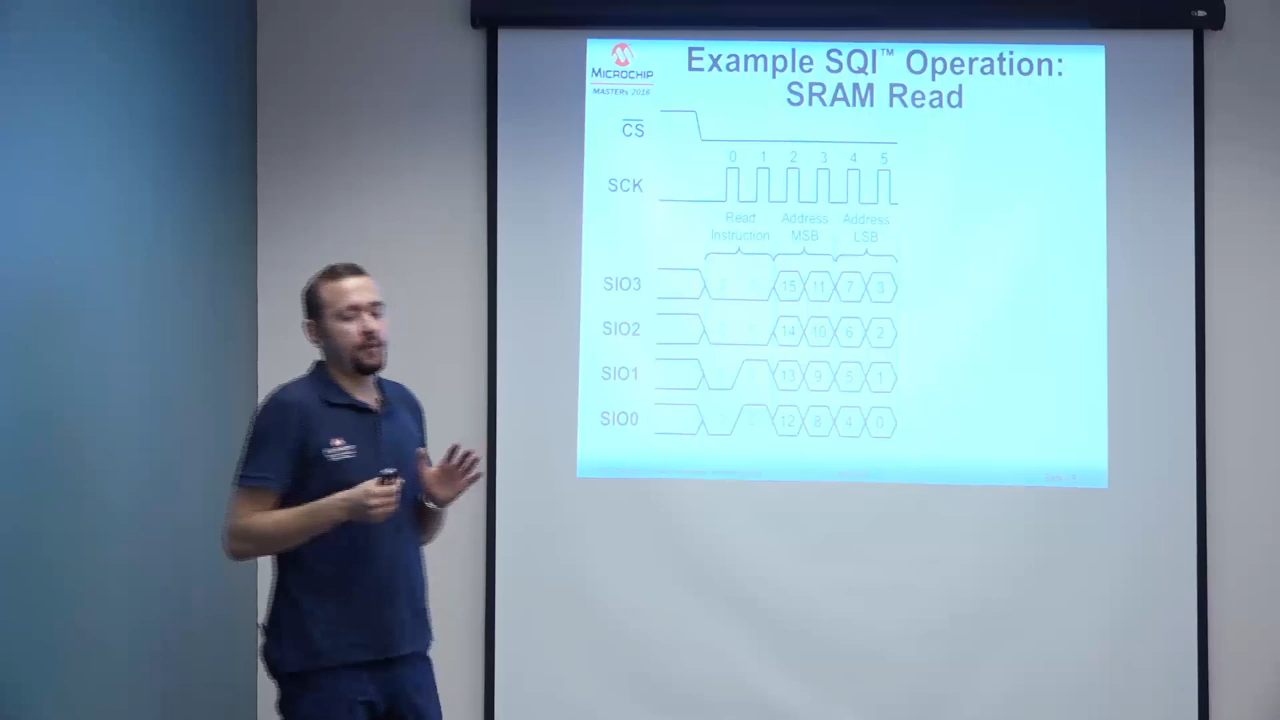 MICROCHIP
MASTERs 2016
Example SQI™ Operation:
SRAM Read
CS
0 1 2 3 4 5
SCK
Read Address Address
Instruction MSB LSB
SIO3 15 11 7 3
SIO2 14 10 6 2
SIO1 13 9 5 1
SIO0 12 8 4 0